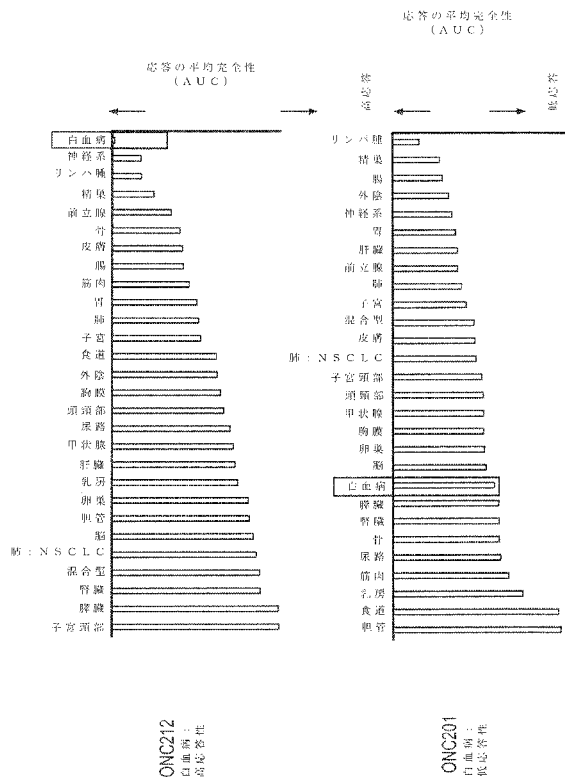 応答の平均完全性
(AUC)
白血病
神経系
リンパ腫
精巣
前立腺
骨
皮膚
腸
筋肉
胃
肺
子宮
食道
外陰
胸膜
頭頸部
尿路
甲状腺
肝臓
乳房
卵巣
胆管
脳
肺:NSCLC
混合型
腎臓
膵臓
子宮頸部
ONC212
白血病:
高応答性
応答の平均完全性
(AUC)
高応答
低応答
リンパ腫
精巣
腸
外陰
神経系
胃
肝臓
前立腺
肺
子宮
混合型
皮膚
肺:NSCLC
子宮頸部
頭頸部
甲状腺
胸膜
卵巣
脳
白血病
膵臓
腎臓
骨
尿路
筋肉
乳房
食道
胆管
ONC201
白血病:
低応答性